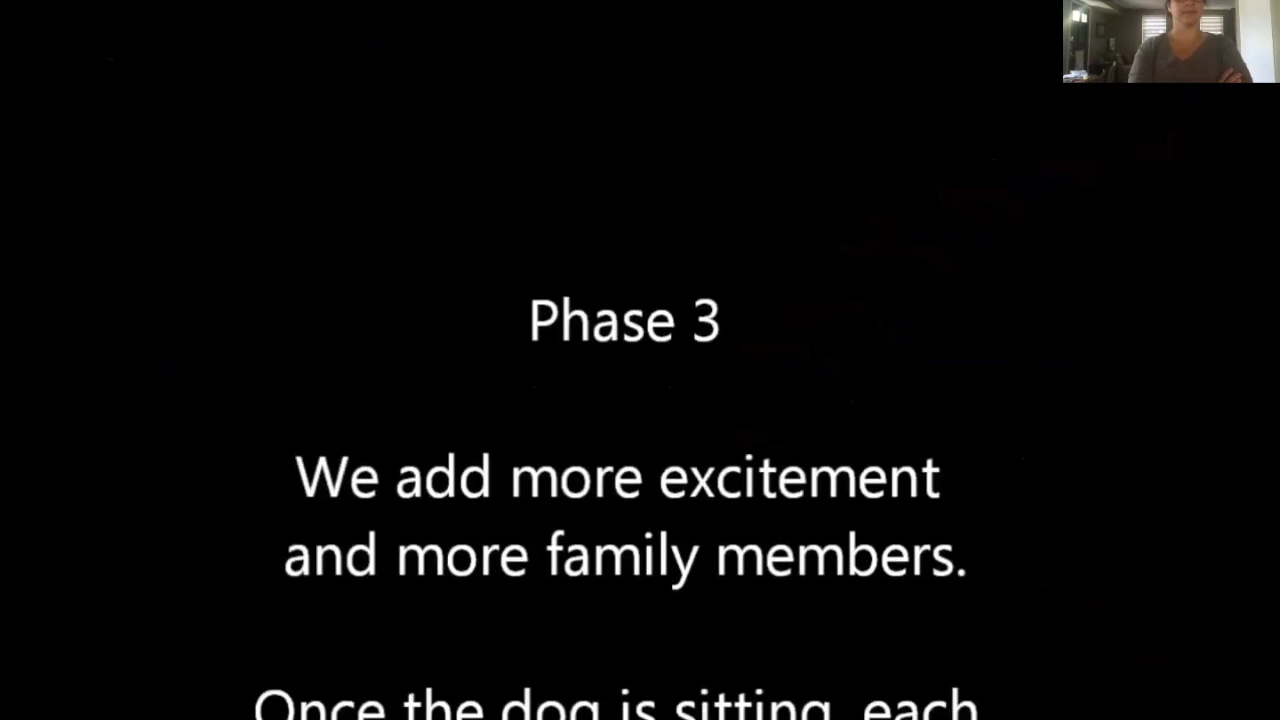 Phase 3
We add more excitement
and more family members.
Once the dog is sitting, each